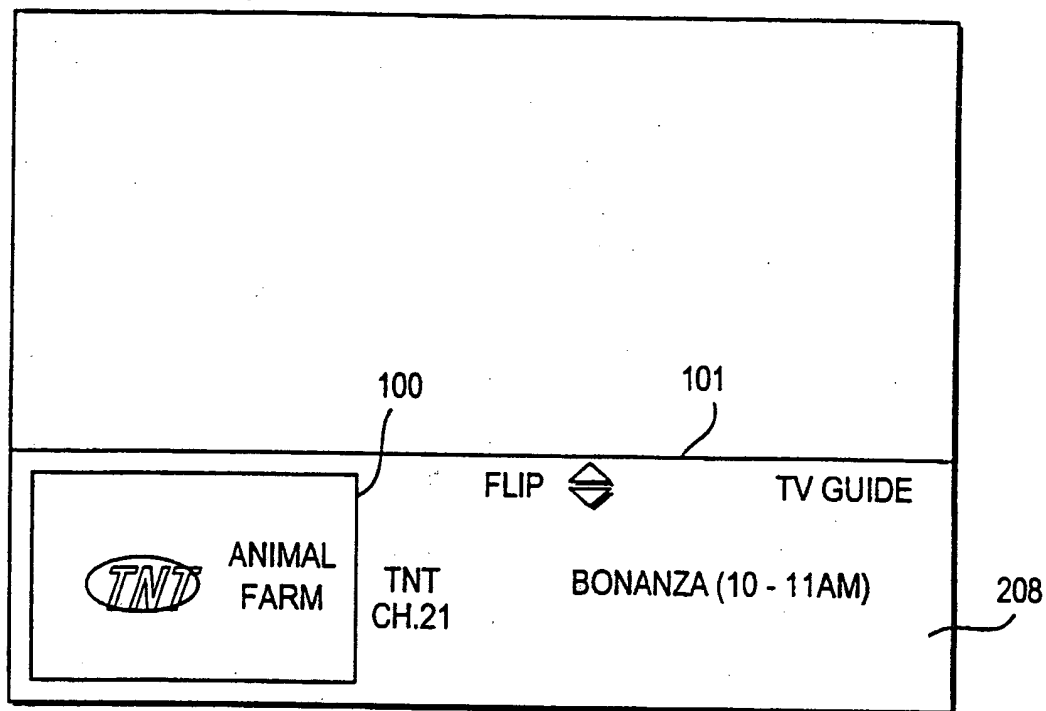 100
101
FLIP
TV GUIDE
TNT
ANIMAL
FARM
TNT
CH.21
BONANZA (10 - 11AM)
208